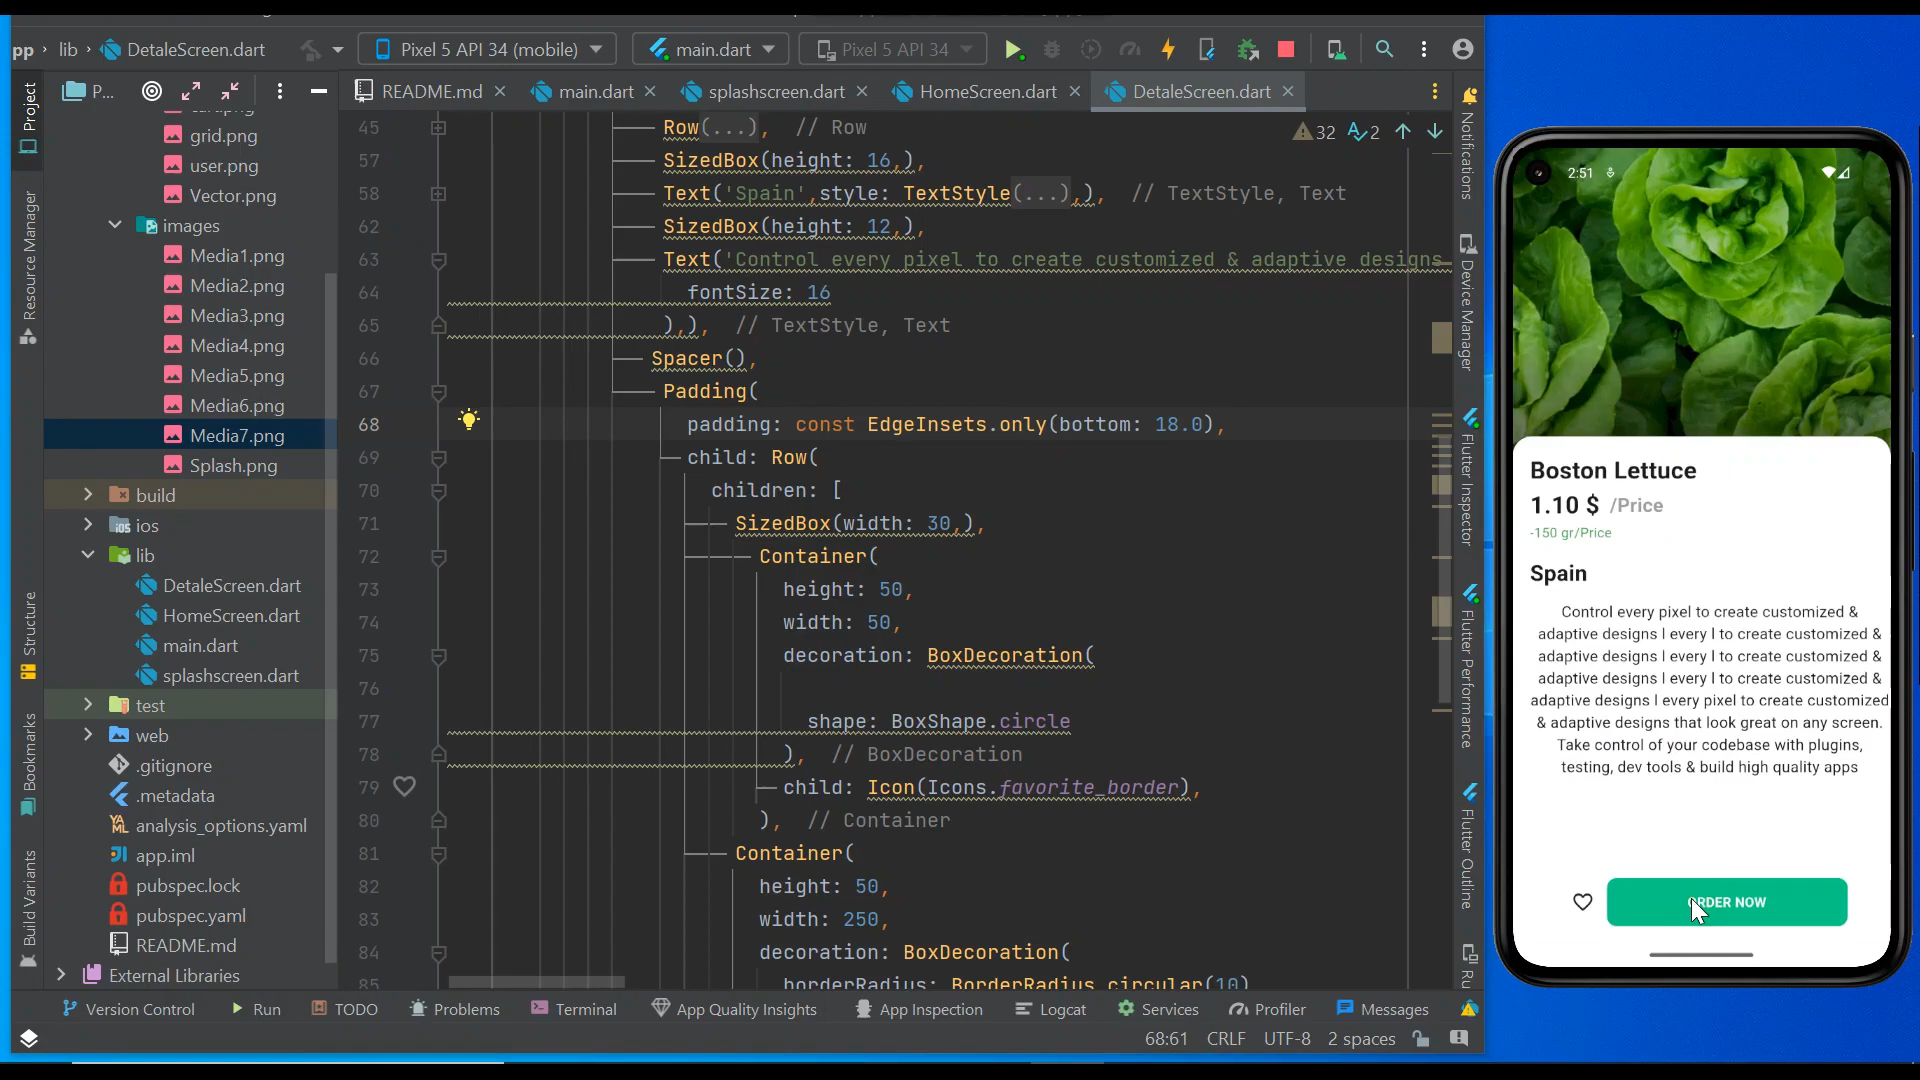 pp › lib › DetaleScreen.dart
Pixel 5 API 34 (mobile)
main.dart
Pixel 5 API 34
Project
P...
README.md
main.dart
splashscreen.dart
HomeScreen.dart
DetaleScreen.dart
Resource Manager
Structure
Bookmarks
Build Variants
grid.png
user.png
Vector.png
images
Media1.png
Media2.png
Media3.png
Media4.png
Media5.png
Media6.png
Media7.png
Splash.png
build
ios
lib
DetaleScreen.dart
HomeScreen.dart
main.dart
splashscreen.dart
test
web
.gitignore
.metadata
analysis_options.yaml
app.iml
pubspec.lock
pubspec.yaml
README.md
External Libraries
32 2
45 Row(...), // Row
57 SizedBox(height: 16,),
58 Text('Spain',style: TextStyle(...),), // TextStyle, Text
62 SizedBox(height: 12,),
63 Text('Control every pixel to create customized & adaptive designs
64 fontSize: 16
65 ),), // TextStyle, Text
66 Spacer(),
67 Padding(
68 padding: const EdgeInsets.only(bottom: 18.0),
69 child: Row(
70 children: [
71 SizedBox(width: 30,),
72 Container(
73 height: 50,
74 width: 50,
75 decoration: BoxDecoration(
76
77 shape: BoxShape.circle
78 ), // BoxDecoration
79 child: Icon(Icons.favorite_border),
80 ), // Container
81 Container(
82 height: 50,
83 width: 250,
84 decoration: BoxDecoration(
85 borderRadius: BorderRadius.circular(10)
Notifications
Device Manager
Flutter Inspector
Flutter Performance
Flutter Outline
Ru
2:51
Boston Lettuce
1.10 $ /Price
-150 gr/Price
Spain
Control every pixel to create customized &
adaptive designs l every l to create customized &
adaptive designs l every l to create customized &
adaptive designs l every l to create customized &
adaptive designs l every pixel to create customized
& adaptive designs that look great on any screen.
Take control of your codebase with plugins,
testing, dev tools & build high quality apps
ORDER NOW
Version Control
Run
TODO
Problems
Terminal
App Quality Insights
App Inspection
Logcat
Services
Profiler
Messages
68:61 CRLF UTF-8 2 spaces